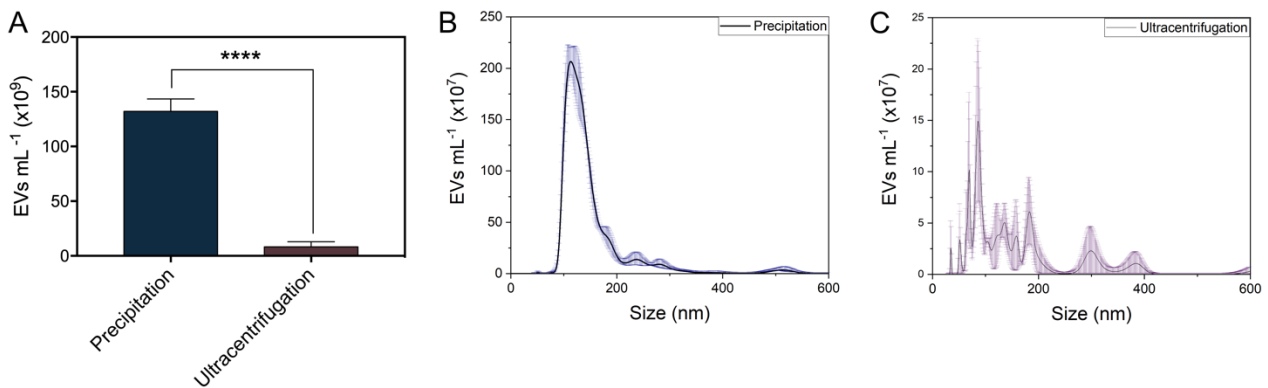 A
EVs mL⁻¹ (x10⁹)
200
150
100
50
0
****
Precipitation
Ultracentrifugation
B
EVs mL⁻¹ (x10⁷)
250
200
150
250
50
0
Precipitation
0
200
400
600
Size (nm)
C
EVs mL⁻¹ (x10⁷)
25
20
15
10
5
0
Ultracentrifugation
0
200
400
600
Size (nm)